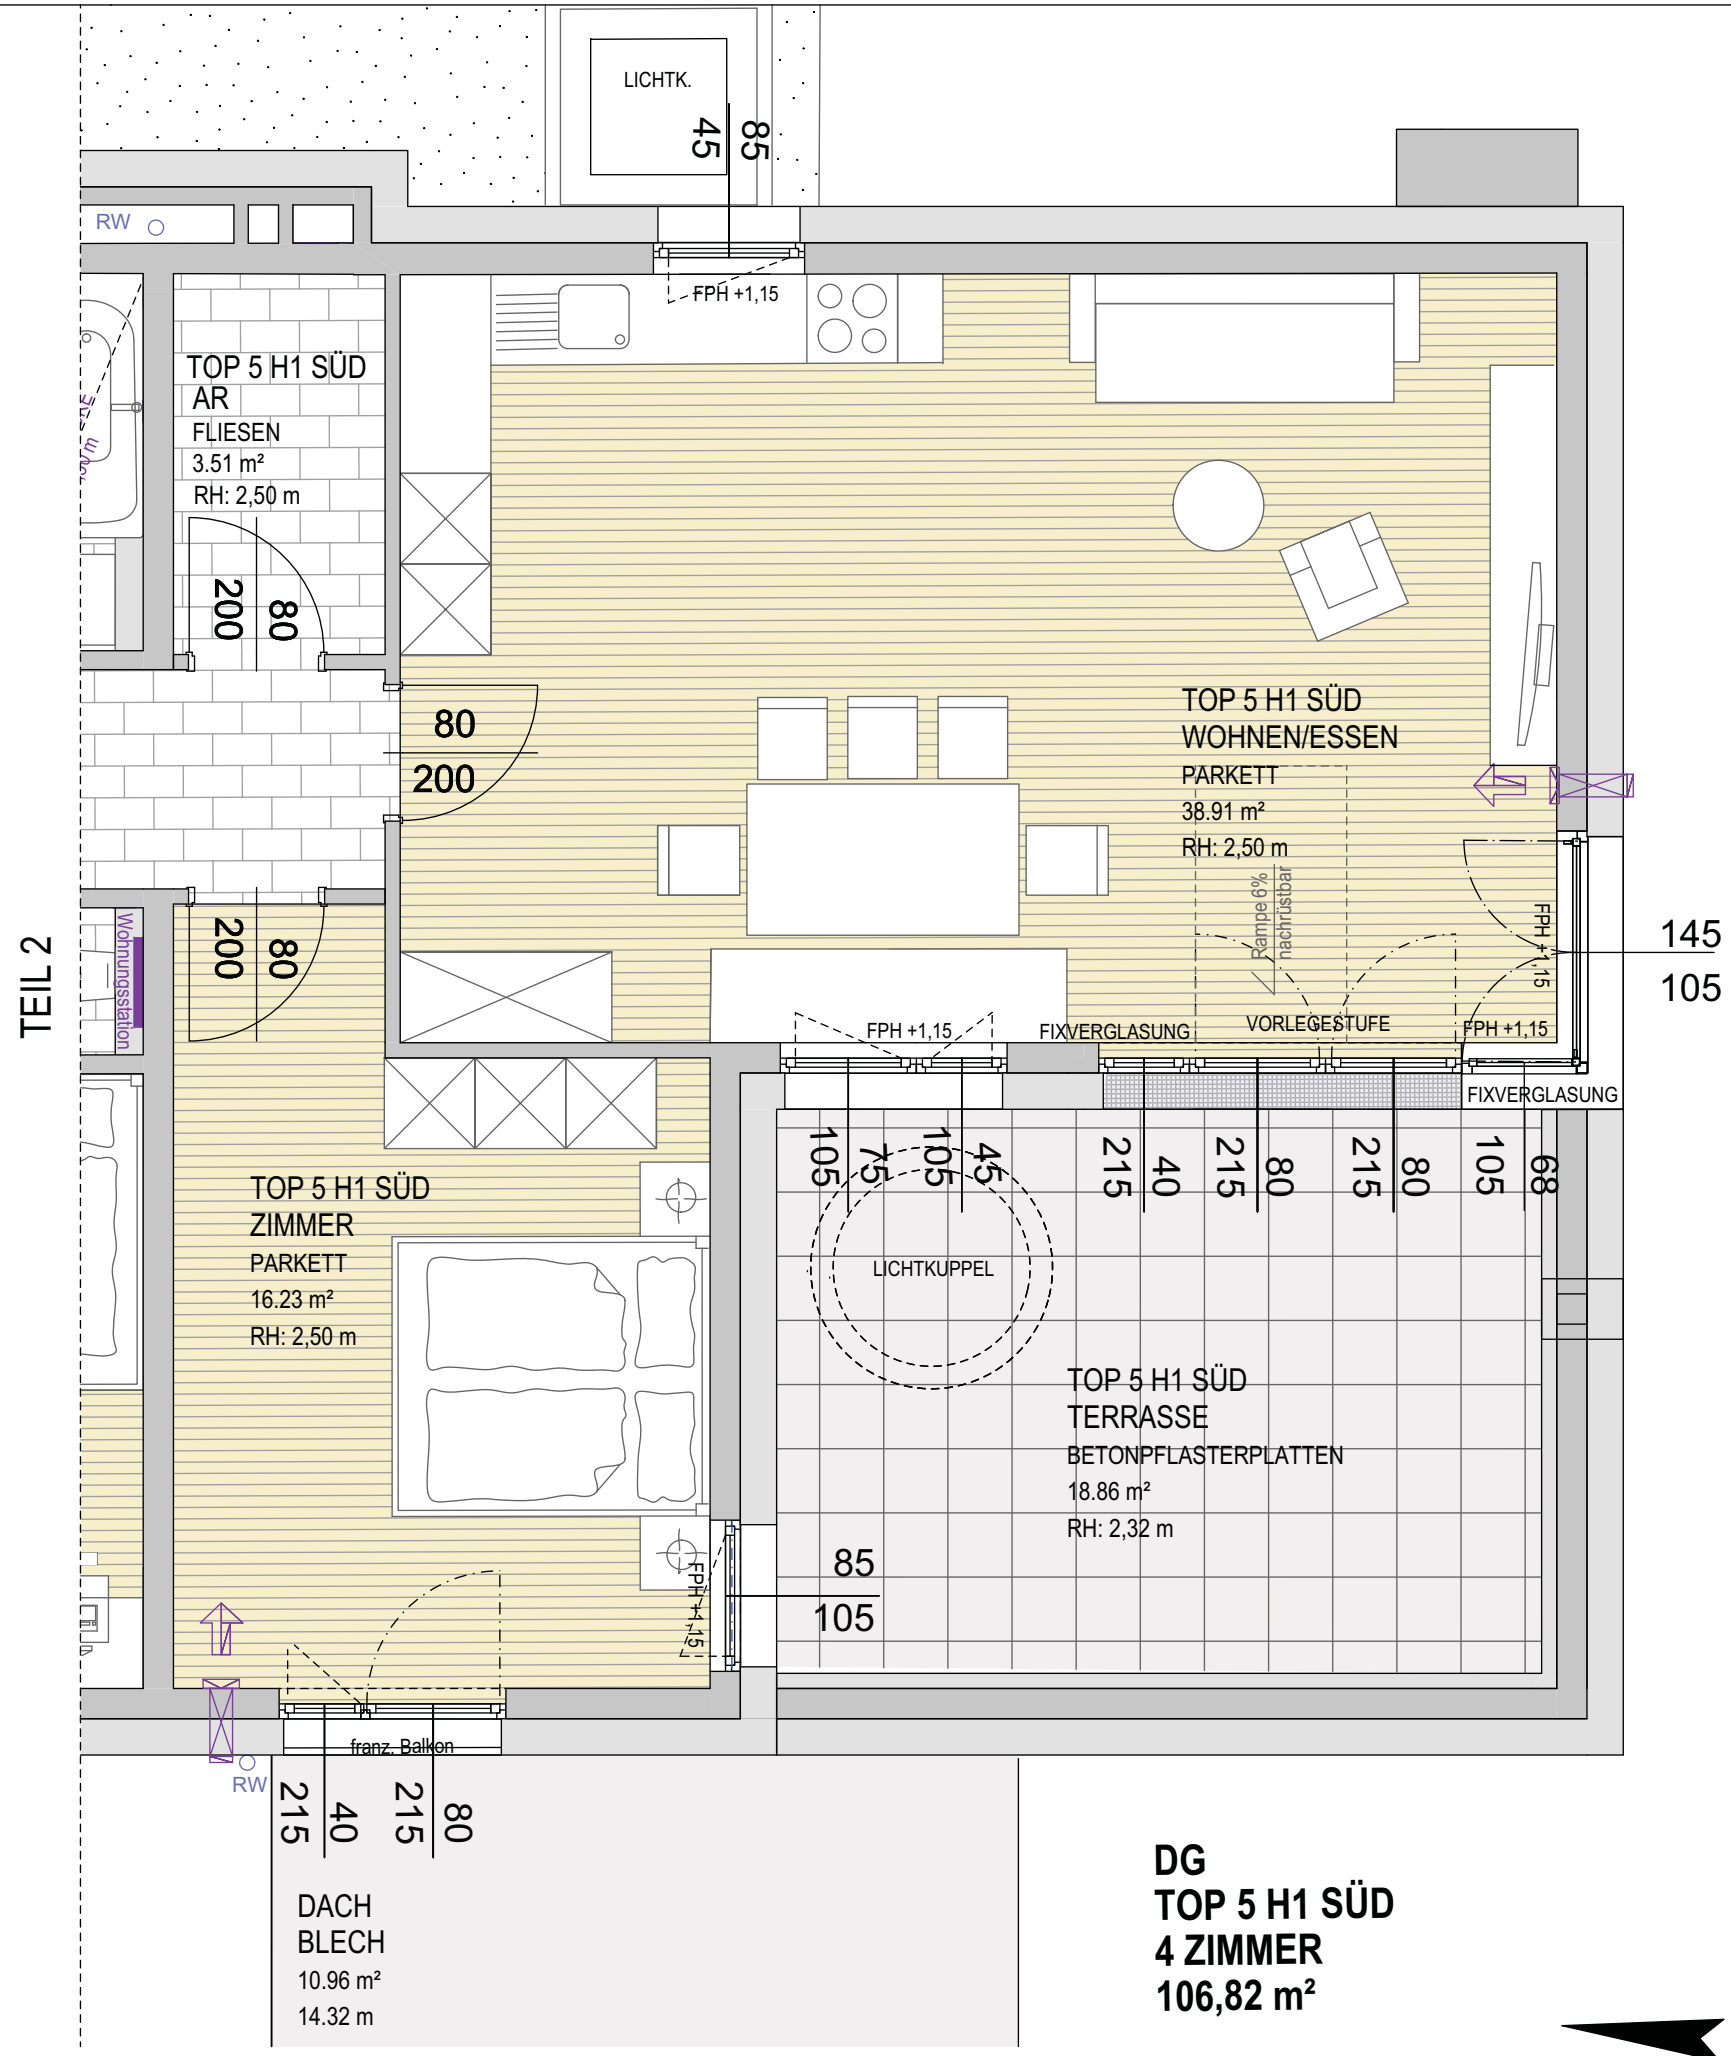 LICHTK.
45
85
RW
FPH +1,15
TOP 5 H1 SÜD
AR
FLIESEN
3.51 m²
RH: 2,50 m
200
80
80
200
TOP 5 H1 SÜD
WOHNEN/ESSEN
PARKETT
38.91 m²
RH: 2,50 m
Rampe 6%
nachrüstbar
FPH +1,15
145
105
TEIL 2
Wohnungsstation
200
80
FPH +1,15
FIXVERGLASUNG
VORLEGESTUFE
FPH +1,15
FIXVERGLASUNG
105
75
105
45
215
40
215
80
215
80
105
68
LICHTKUPPEL
TOP 5 H1 SÜD
ZIMMER
PARKETT
16.23 m²
RH: 2,50 m
TOP 5 H1 SÜD
TERRASSE
BETONPFLASTERPLATTEN
18.86 m²
RH: 2,32 m
FPH +1,15
85
105
franz. Balkon
RW
215
40
215
80
DACH
BLECH
10.96 m²
14.32 m
DG
TOP 5 H1 SÜD
4 ZIMMER
106,82 m²